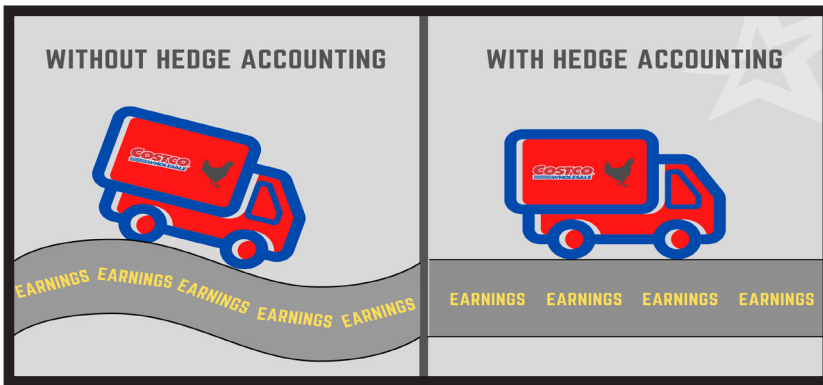 WITHOUT HEDGE ACCOUNTING
COSTCO
WHOLESALE
EARNINGS EARNINGS EARNINGS EARNINGS EARNINGS
WITH HEDGE ACCOUNTING
COSTCO
WHOLESALE
EARNINGS EARNINGS EARNINGS EARNINGS